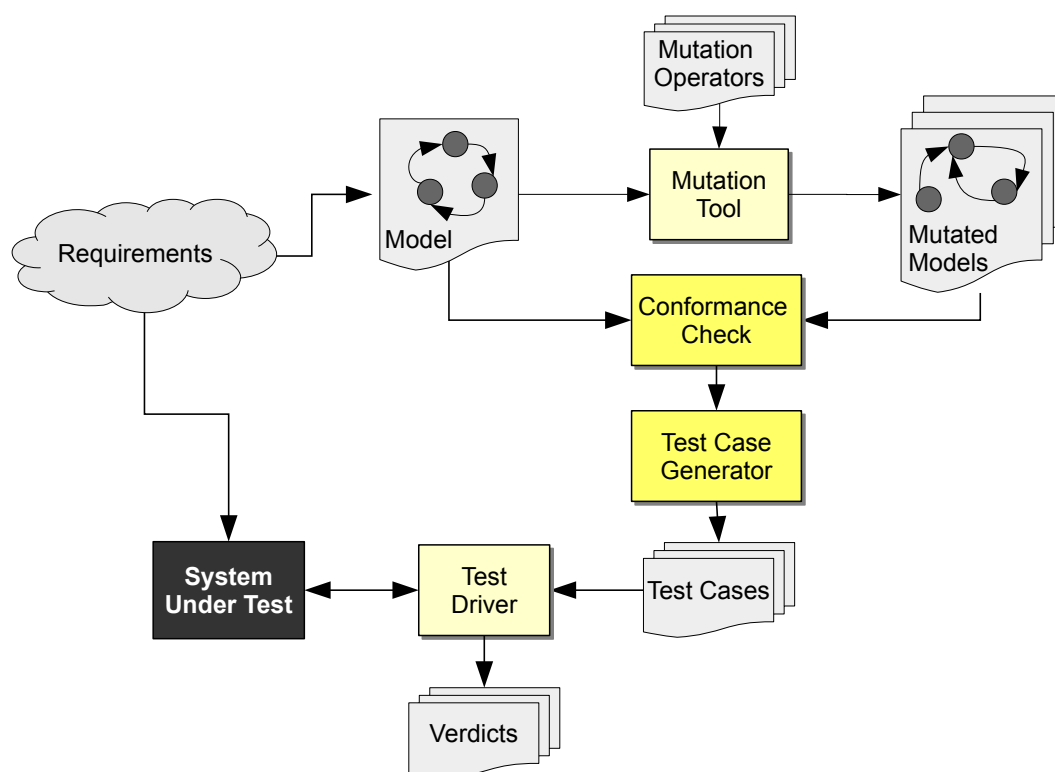 Mutation
Operators
Mutation
Tool
Model
Mutated
Models
Requirements
Conformance
Check
Test Case
Generator
System
Under Test
Test
Driver
Test Cases
Verdicts